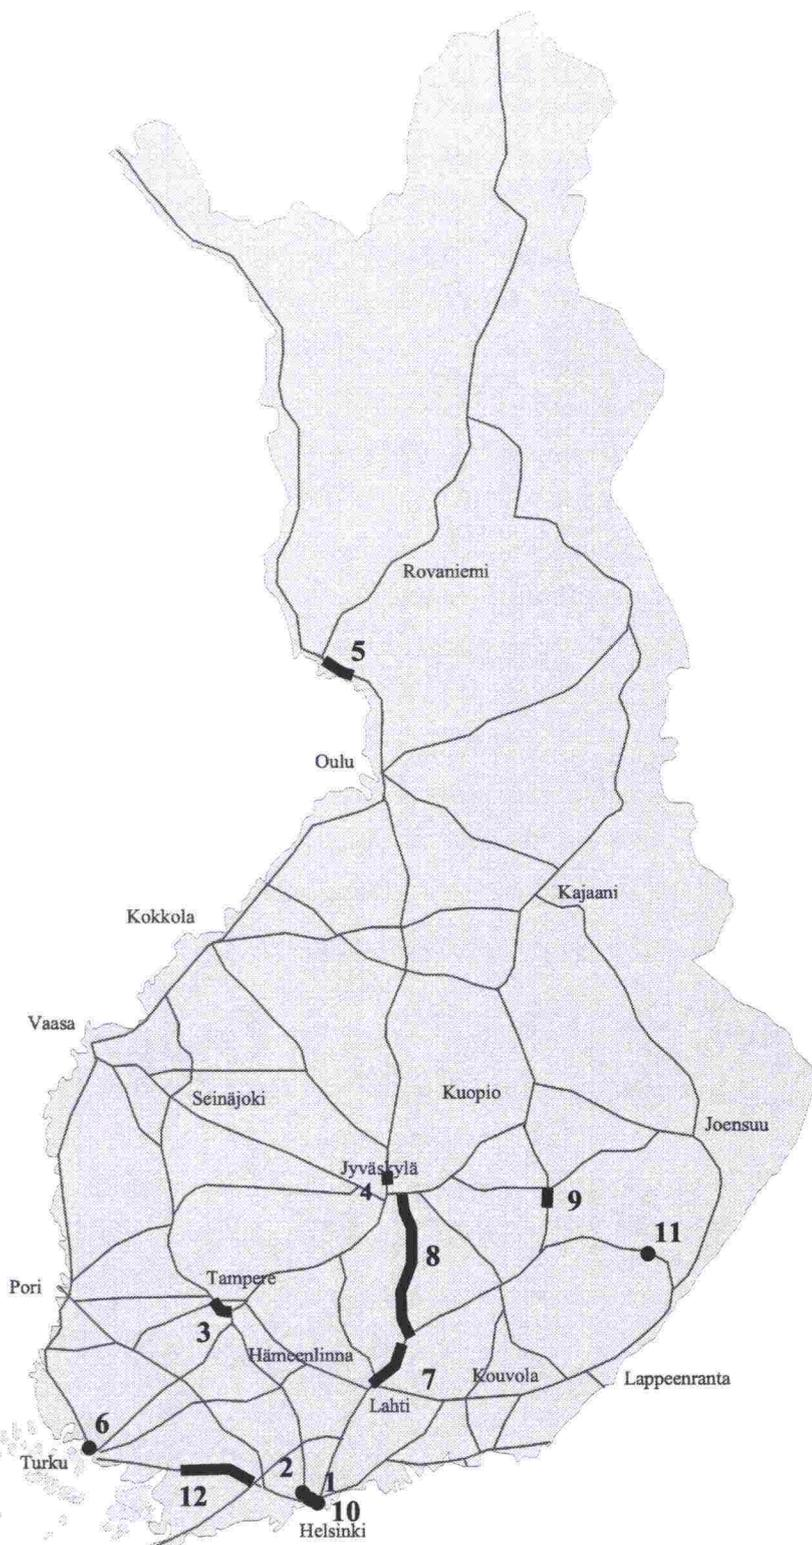 Rovaniemi
5
Oulu
Kajaani
Kokkola
Vaasa
Kuopio
Seinäjoki
Joensuu
Jyväskylä
4
9
11
8
Tampere
Pori
3
Hämeenlinna
7
Kouvola
Lappeenranta
Lahti
6
Turku
2
1
12
10
Helsinki